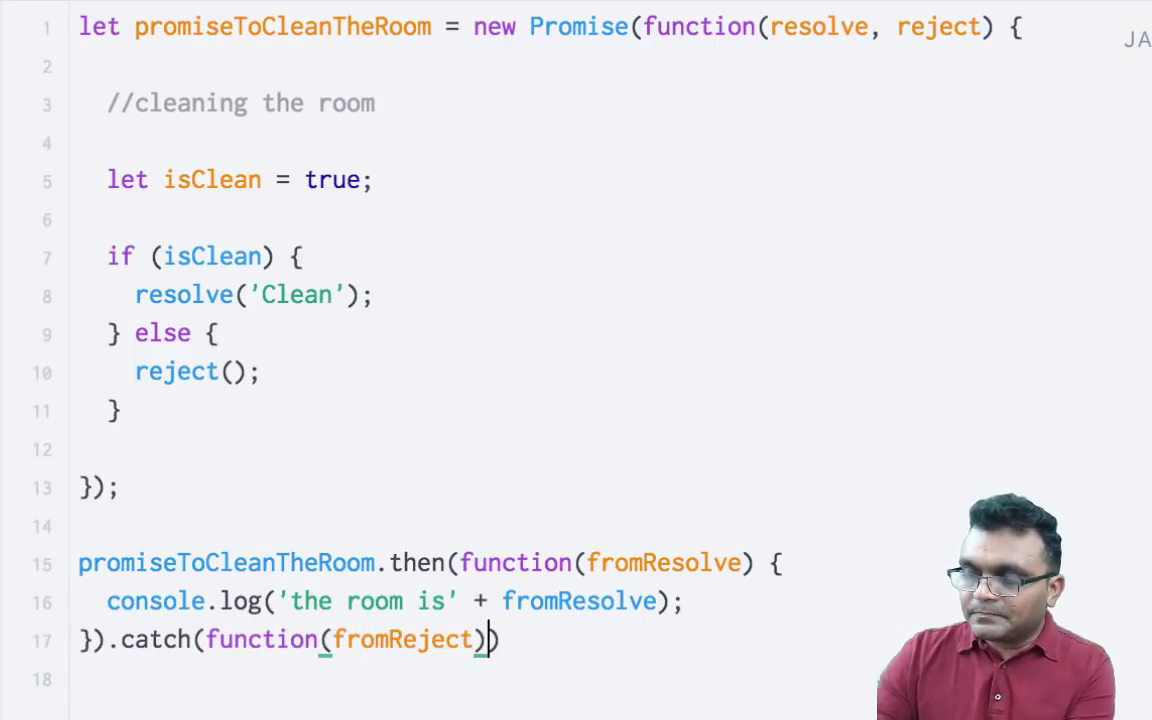 1 let promiseToCleanTheRoom = new Promise(function(resolve, reject) {
JA
2
3 //cleaning the room
4
5 let isClean = true;
6
7 if (isClean) {
8 resolve('Clean');
9 } else {
10 reject();
11 }
12
13 });
14
15 promiseToCleanTheRoom.then(function(fromResolve) {
16 console.log('the room is' + fromResolve);
17 }).catch(function(fromReject))
18